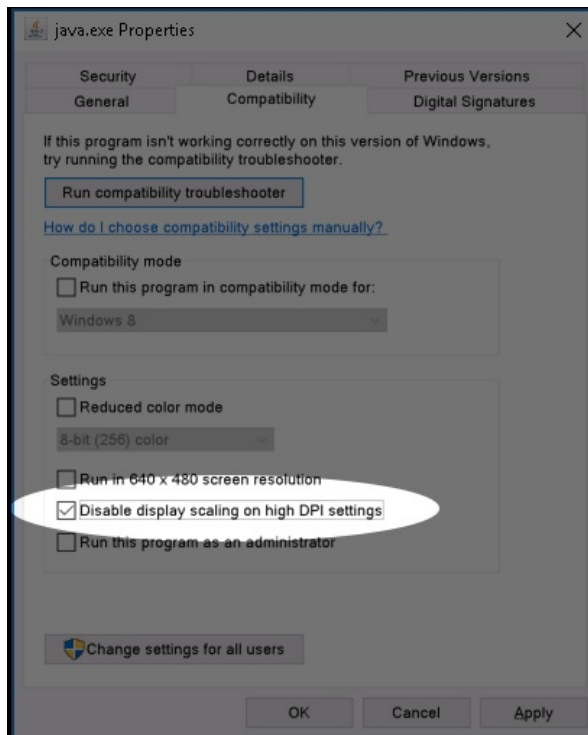 java.exe Properties
Security Details Previous Versions
General Compatibility Digital Signatures
If this program isn't working correctly on this version of Windows,
try running the compatibility troubleshooter.
Run compatibility troubleshooter
How do I choose compatibility settings manually?
Compatibility mode
Run this program in compatibility mode for:
Windows 8
Settings
Reduced color mode
8-bit (256) color
Run in 640 x 480 screen resolution
Disable display scaling on high DPI settings
Run this program as an administrator
Change settings for all users
OK Cancel Apply